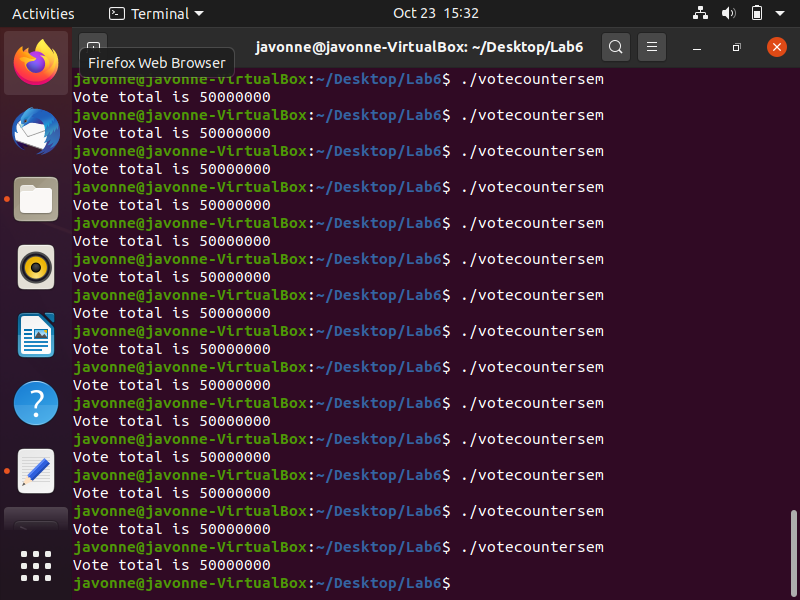 Activities
Terminal
Oct 23 15:32
javonne@javonne-VirtualBox: ~/Desktop/Lab6
Firefox Web Browser
javonne@javonne-VirtualBox:~/Desktop/Lab6$ ./votecountersem
Vote total is 50000000
javonne@javonne-VirtualBox:~/Desktop/Lab6$ ./votecountersem
Vote total is 50000000
javonne@javonne-VirtualBox:~/Desktop/Lab6$ ./votecountersem
Vote total is 50000000
javonne@javonne-VirtualBox:~/Desktop/Lab6$ ./votecountersem
Vote total is 50000000
javonne@javonne-VirtualBox:~/Desktop/Lab6$ ./votecountersem
Vote total is 50000000
javonne@javonne-VirtualBox:~/Desktop/Lab6$ ./votecountersem
Vote total is 50000000
javonne@javonne-VirtualBox:~/Desktop/Lab6$ ./votecountersem
Vote total is 50000000
javonne@javonne-VirtualBox:~/Desktop/Lab6$ ./votecountersem
Vote total is 50000000
javonne@javonne-VirtualBox:~/Desktop/Lab6$ ./votecountersem
Vote total is 50000000
javonne@javonne-VirtualBox:~/Desktop/Lab6$ ./votecountersem
Vote total is 50000000
javonne@javonne-VirtualBox:~/Desktop/Lab6$ ./votecountersem
Vote total is 50000000
javonne@javonne-VirtualBox:~/Desktop/Lab6$ ./votecountersem
Vote total is 50000000
javonne@javonne-VirtualBox:~/Desktop/Lab6$ ./votecountersem
Vote total is 50000000
javonne@javonne-VirtualBox:~/Desktop/Lab6$ ./votecountersem
Vote total is 50000000
javonne@javonne-VirtualBox:~/Desktop/Lab6$